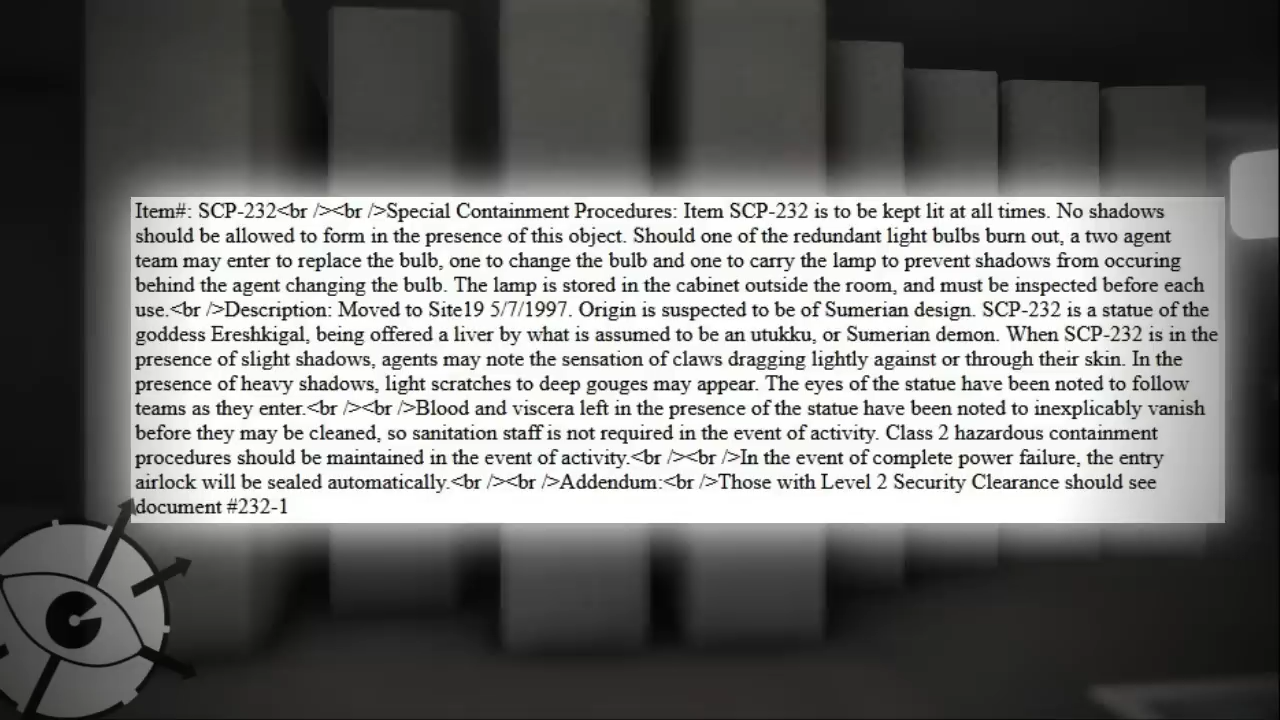 Item#: SCP-232<br /><br />Special Containment Procedures: Item SCP-232 is to be kept lit at all times. No shadows
should be allowed to form in the presence of this object. Should one of the redundant light bulbs burn out, a two agent
team may enter to replace the bulb, one to change the bulb and one to carry the lamp to prevent shadows from occuring
behind the agent changing the bulb. The lamp is stored in the cabinet outside the room, and must be inspected before each
use.<br />Description: Moved to Site19 5/7/1997. Origin is suspected to be of Sumerian design. SCP-232 is a statue of the
goddess Ereshkigal, being offered a liver by what is assumed to be an utukku, or Sumerian demon. When SCP-232 is in the
presence of slight shadows, agents may note the sensation of claws dragging lightly against or through their skin. In the
presence of heavy shadows, light scratches to deep gouges may appear. The eyes of the statue have been noted to follow
teams as they enter.<br /><br />Blood and viscera left in the presence of the statue have been noted to inexplicably vanish
before they may be cleaned, so sanitation staff is not required in the event of activity. Class 2 hazardous containment
procedures should be maintained in the event of activity.<br /><br />In the event of complete power failure, the entry
airlock will be sealed automatically.<br /><br />Addendum:<br />Those with Level 2 Security Clearance should see
document #232-1